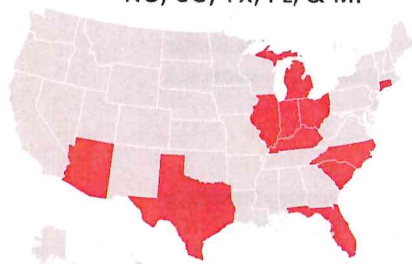 NC, SC, TX, FL, & MI